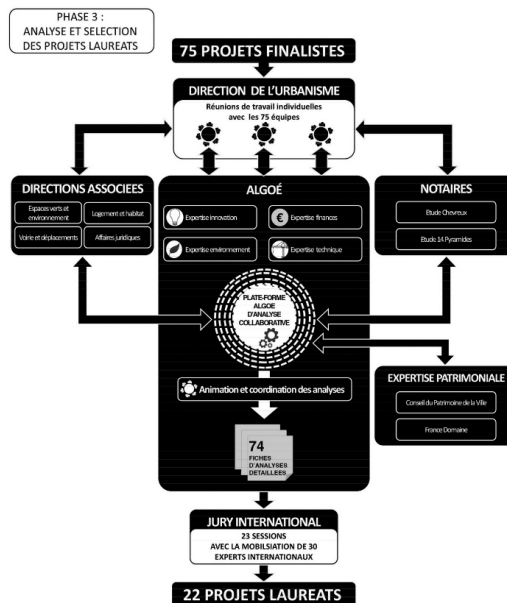 PHASE 3 :
ANALYSE ET SELECTION
DES PROJETS LAUREATS
75 PROJETS FINALISTES
DIRECTION DE L'URBANISME
Réunions de travail individuelles
avec les 75 équipes
DIRECTIONS ASSOCIEES
Espaces verts et
environnement
Logement et habitat
Voirie et déplacements
Affaires juridiques
ALGOÉ
Expertise innovation
€
Expertise finances
Expertise environnement
Expertise technique
NOTAIRES
Etude Chevreux
Etude 14 Pyramides
PLATE-FORME
ALGOE
D'ANALYSE
COLLABORATIVE
Animation et coordination des analyses
EXPERTISE PATRIMONIALE
Conseil du Patrimoine de la Ville
France Domaine
74
FICHES
D'ANALYSES
DETAILLEES
JURY INTERNATIONAL
23 SESSIONS
AVEC LA MOBILSIATION DE 30
EXPERTS INTERNATIONAUX
22 PROJETS LAUREATS